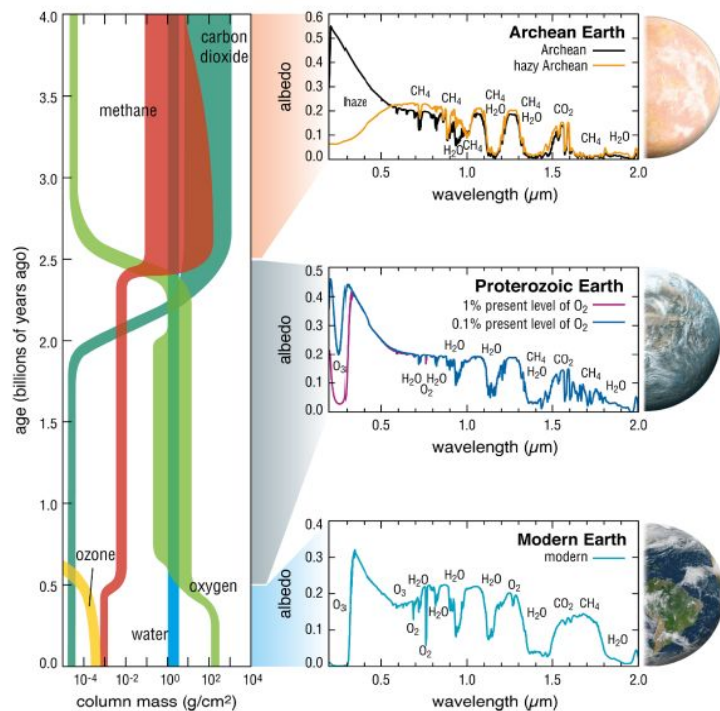 4.0
3.5
3.0
2.5
2.0
1.5
1.0
0.5
0.0
age (billions of years ago)
carbon
dioxide
methane
ozone
oxygen
water
10⁻⁴ 10⁻² 10⁰ 10² 10⁴
column mass (g/cm²)
Archean Earth
Archean
hazy Archean
0.6
0.5
0.4
0.3
0.2
0.1
0.0
albedo
haze
CH₄
CH₄
CH₄
H₂O
CH₄
H₂O
CO₂
H₂O
CH₄
CH₄
H₂O
0.5 1.0 1.5 2.0
wavelength (μm)
Proterozoic Earth
1% present level of O₂
0.1% present level of O₂
0.5
0.4
0.3
0.2
0.1
0.0
albedo
O₃
H₂O
O₂
H₂O
H₂O
H₂O
CH₄
H₂O
CO₂
CH₄
H₂O
0.5 1.0 1.5 2.0
wavelength (μm)
Modern Earth
modern
0.4
0.3
0.2
0.1
0.0
albedo
O₃
O₃
H₂O
O₂
O₂
H₂O
H₂O
H₂O
O₂
H₂O
CO₂
CH₄
H₂O
0.5 1.0 1.5 2.0
wavelength (μm)